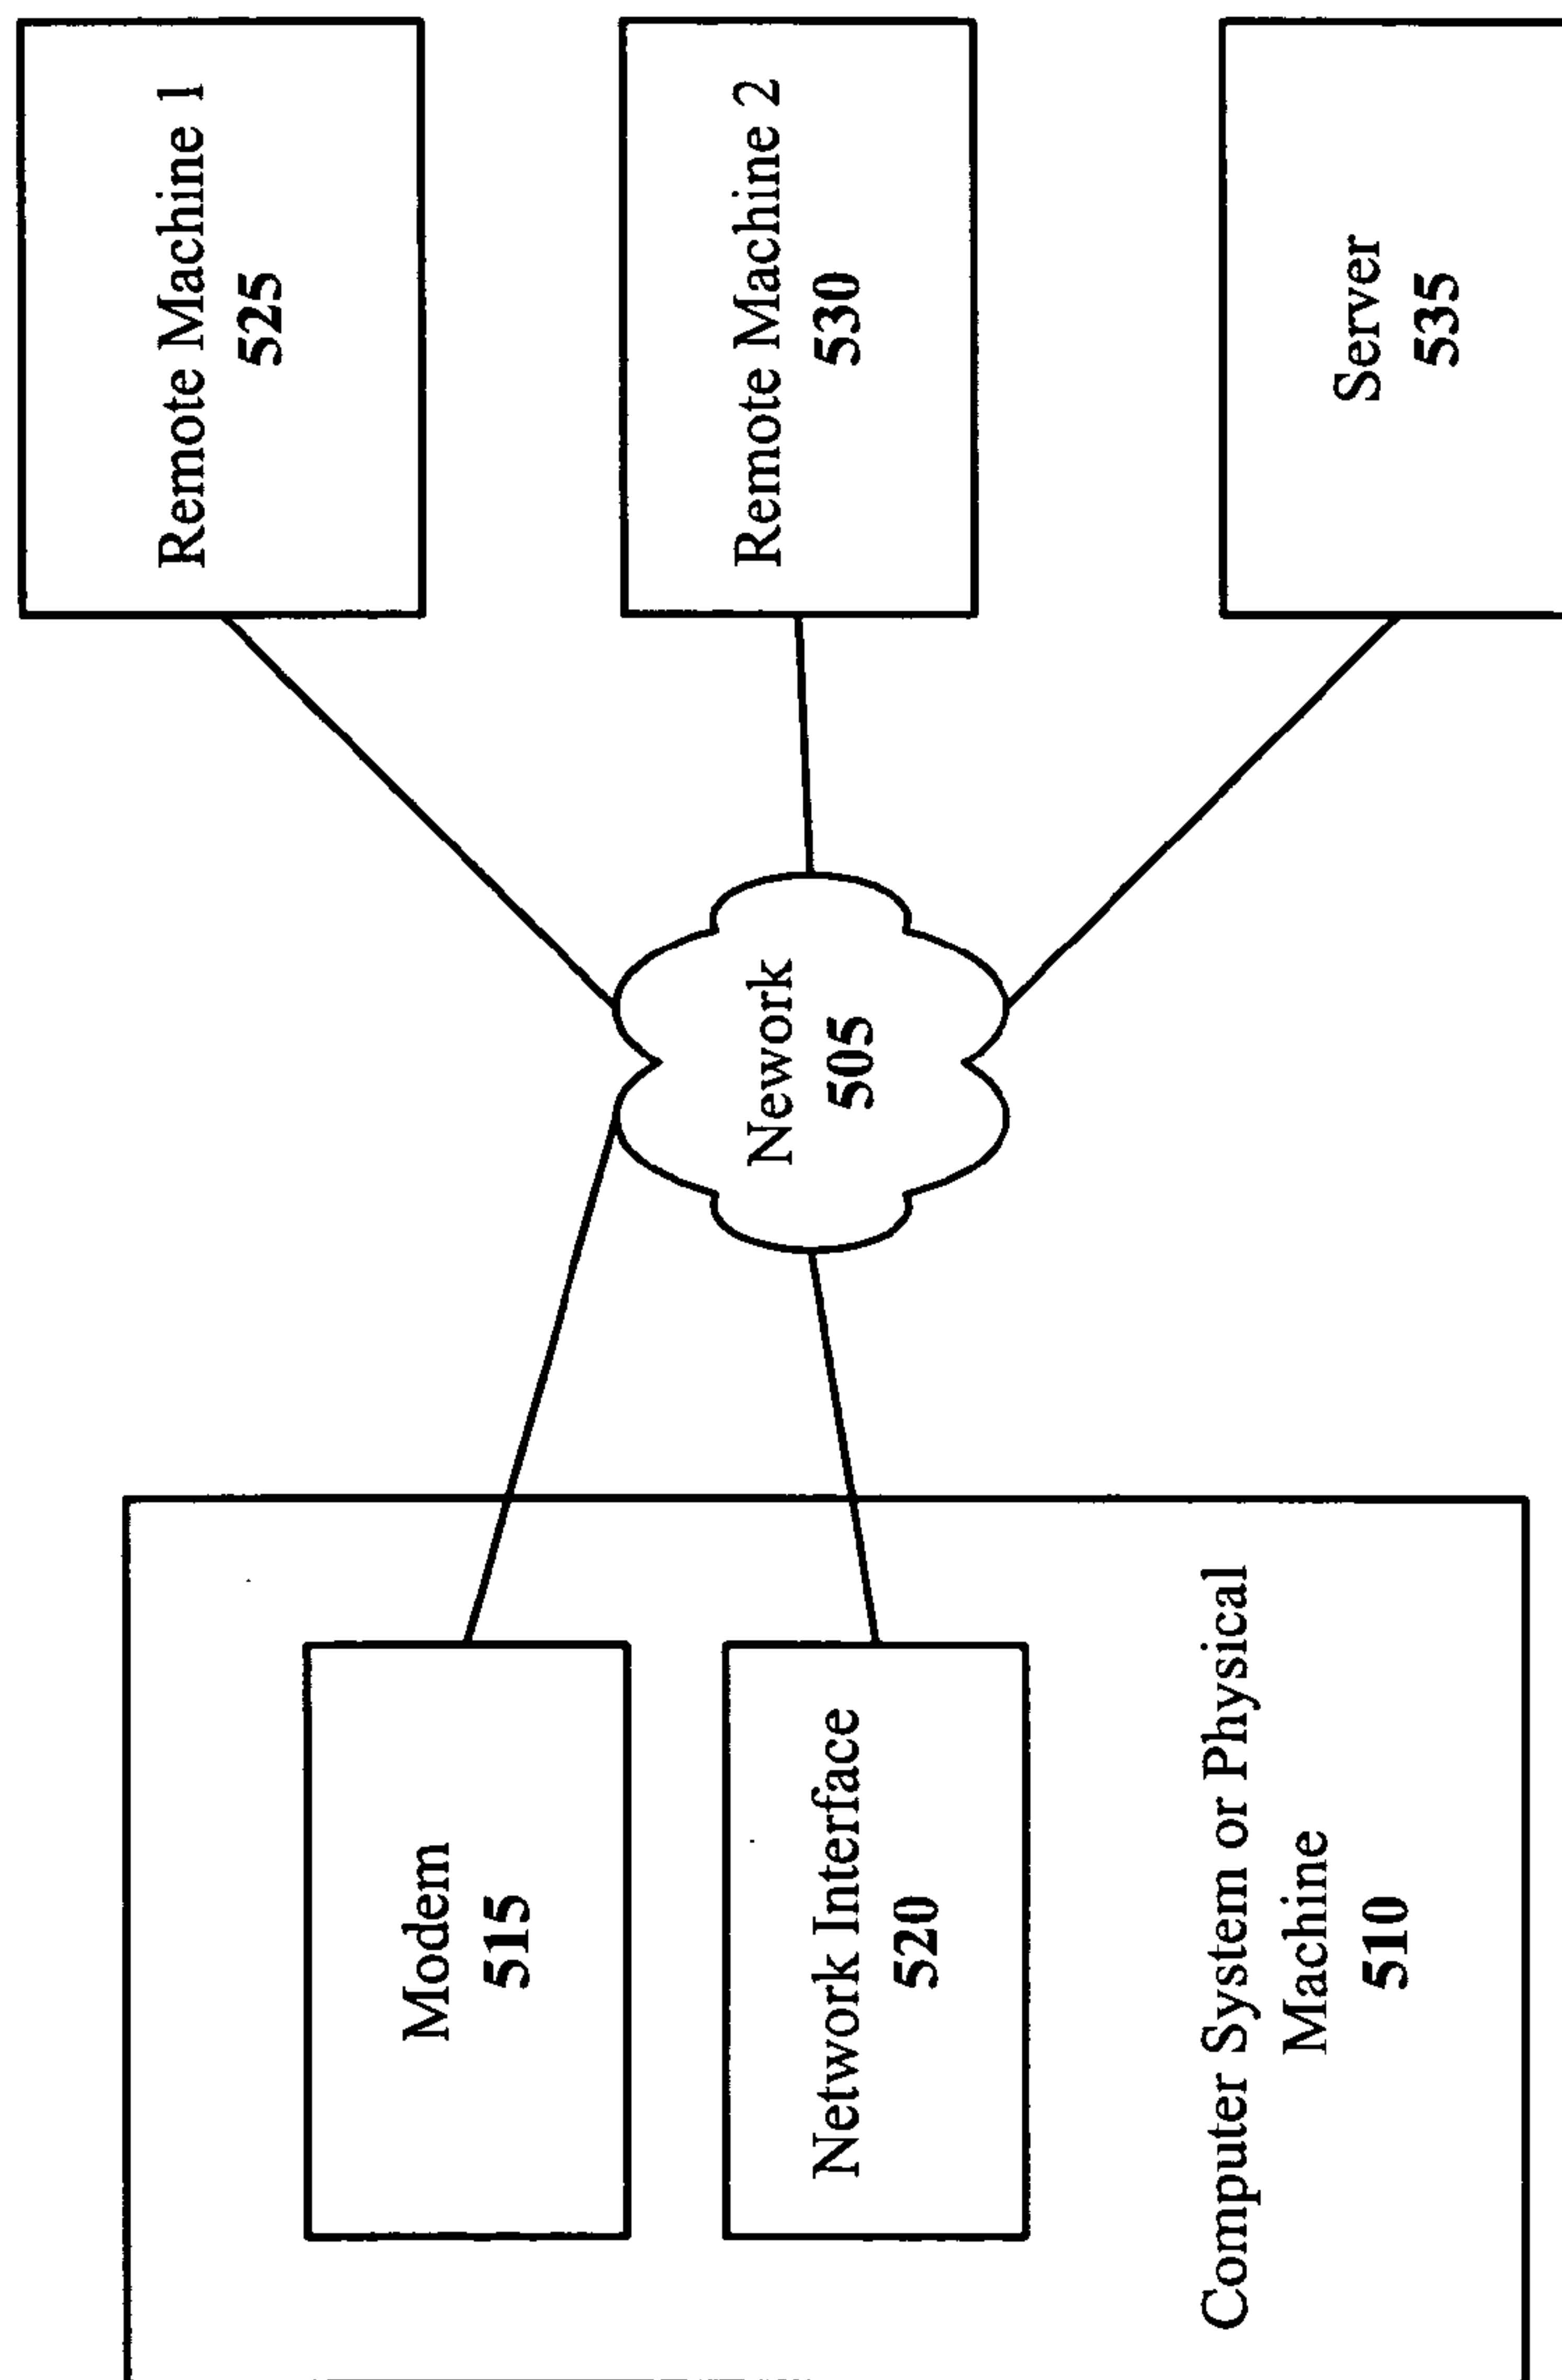 Modem
515
Network Interface
520
Computer System or Physical
Machine
510
Nework
505
Remote Machine 1
525
Remote Machine 2
530
Server
535